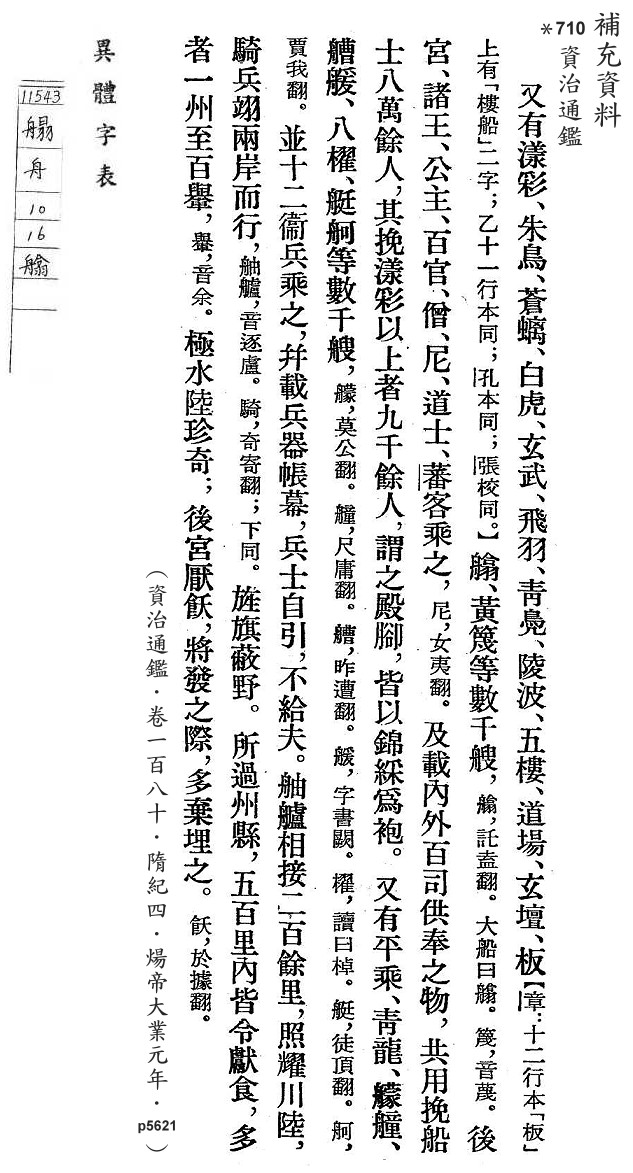 補充資料
*710
資治通鑑
又有漾彩、朱鳥、蒼螭、白虎、玄武、飛羽、青鳧、陵波、五樓、道場、玄壇、板【章：十二行本「板」
上有「樓船」二字；乙十一行本同；孔本同；張校同。】䑽、黃篾等數千艘，䑽，託盍翻。大船曰䑽。篾，音蔑。後
宮、諸王、公主、百官、僧、尼、道士、蕃客乘之，尼，女夷翻。及載內外百司供奉之物，共用挽船
士八萬餘人，其挽漾彩以上者九千餘人，謂之殿腳，皆以錦綵爲袍。又有平乘、青龍、艨艟、
艚䑶、八櫂、艇舸等數千艘，艨，莫公翻。艟，尺庸翻。艚，昨遭翻。䑶，字書闕。櫂，讀曰棹。艇，徒頂翻。舸，
賈我翻。並十二衞兵乘之，幷載兵器帳幕，兵士自引，不給夫。舳艫相接二百餘里，照耀川陸，
騎兵翊兩岸而行，舳艫，音逐盧。騎，奇寄翻；下同。旌旗蔽野。所過州縣，五百里內皆令獻食，多
者一州至百轝，轝，音余。極水陸珍奇；後宮厭飫，將發之際，多棄埋之。飫，於據翻。
（資治通鑑．卷一百八十．隋紀四．煬帝大業元年．p5621）
異體字表
11543
舟
10
16